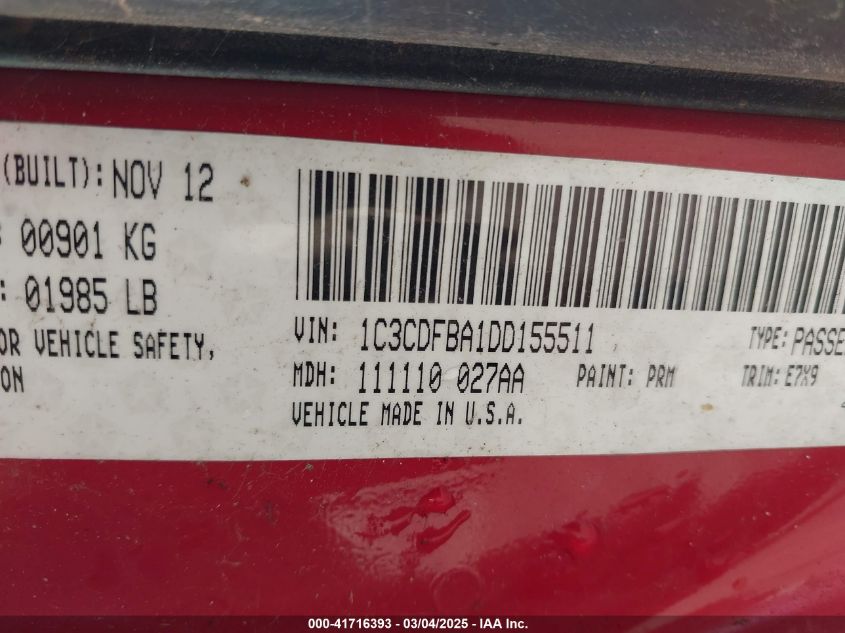 (BUILT): NOV 12
00901 KG
: 01985 LB
OR VEHICLE SAFETY,
ON
VIN: 1C3CDFBA1DD155511 TYPE: PASSE
MDH: 111110 027AA PAINT: PRM TRIM: E7X9
VEHICLE MADE IN U.S.A.
000-41716393 — 03/04/2025 — IAA Inc.